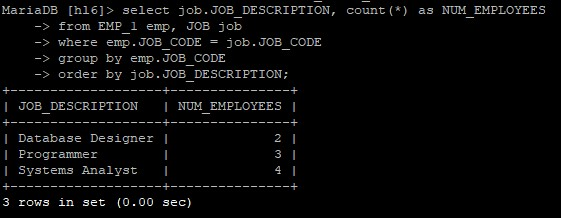 MariaDB [h16]> select job.JOB_DESCRIPTION, count(*) as NUM_EMPLOYEES
    -> from EMP_1 emp, JOB job
    -> where emp.JOB_CODE = job.JOB_CODE
    -> group by emp.JOB_CODE
    -> order by job.JOB_DESCRIPTION;
+-------------------+---------------+
| JOB_DESCRIPTION   | NUM_EMPLOYEES |
+-------------------+---------------+
| Database Designer |             2 |
| Programmer        |             3 |
| Systems Analyst   |             4 |
+-------------------+---------------+
3 rows in set (0.00 sec)